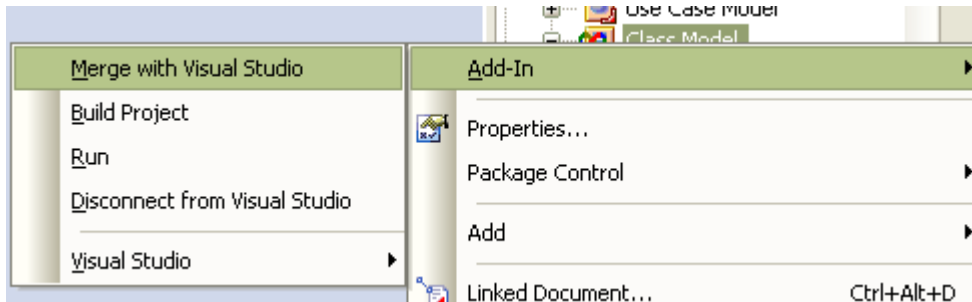 Use Case Model
Class Model
Merge with Visual Studio
Build Project
Run
Disconnect from Visual Studio
Visual Studio
Add-In
Properties...
Package Control
Add
Linked Document... Ctrl+Alt+D